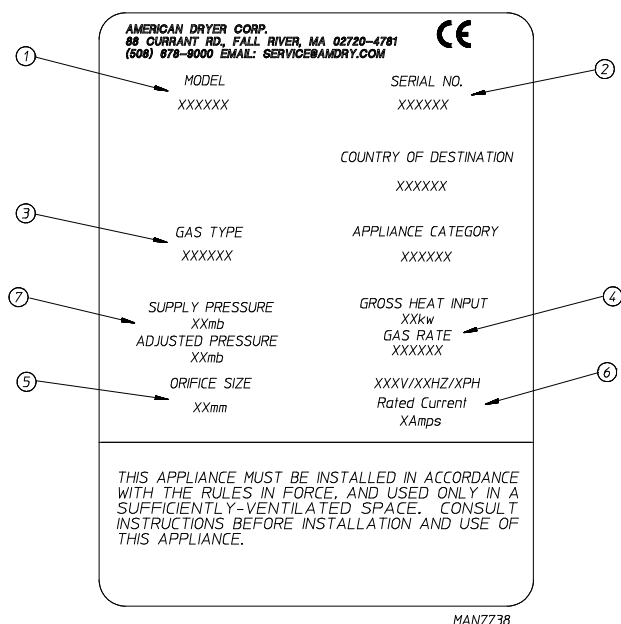 AMERICAN DRYER CORP.
88 CURRANT RD., FALL RIVER, MA 02720-4781
(508) 678-9000 EMAIL: SERVICE@AMDRY.COM
CE
1
MODEL
XXXXXX
SERIAL NO.
XXXXXX
2
COUNTRY OF DESTINATION
XXXXXX
3
GAS TYPE
XXXXXX
APPLIANCE CATEGORY
XXXXXX
7
SUPPLY PRESSURE
XXmb
ADJUSTED PRESSURE
XXmb
GROSS HEAT INPUT
XXkw
GAS RATE
XXXXXX
4
5
ORIFICE SIZE
XXmm
XXXV/XXHZ/XPH
Rated Current
XAmps
6
THIS APPLIANCE MUST BE INSTALLED IN ACCORDANCE
WITH THE RULES IN FORCE, AND USED ONLY IN A
SUFFICIENTLY-VENTILATED SPACE. CONSULT
INSTRUCTIONS BEFORE INSTALLATION AND USE OF
THIS APPLIANCE.
MAN7738